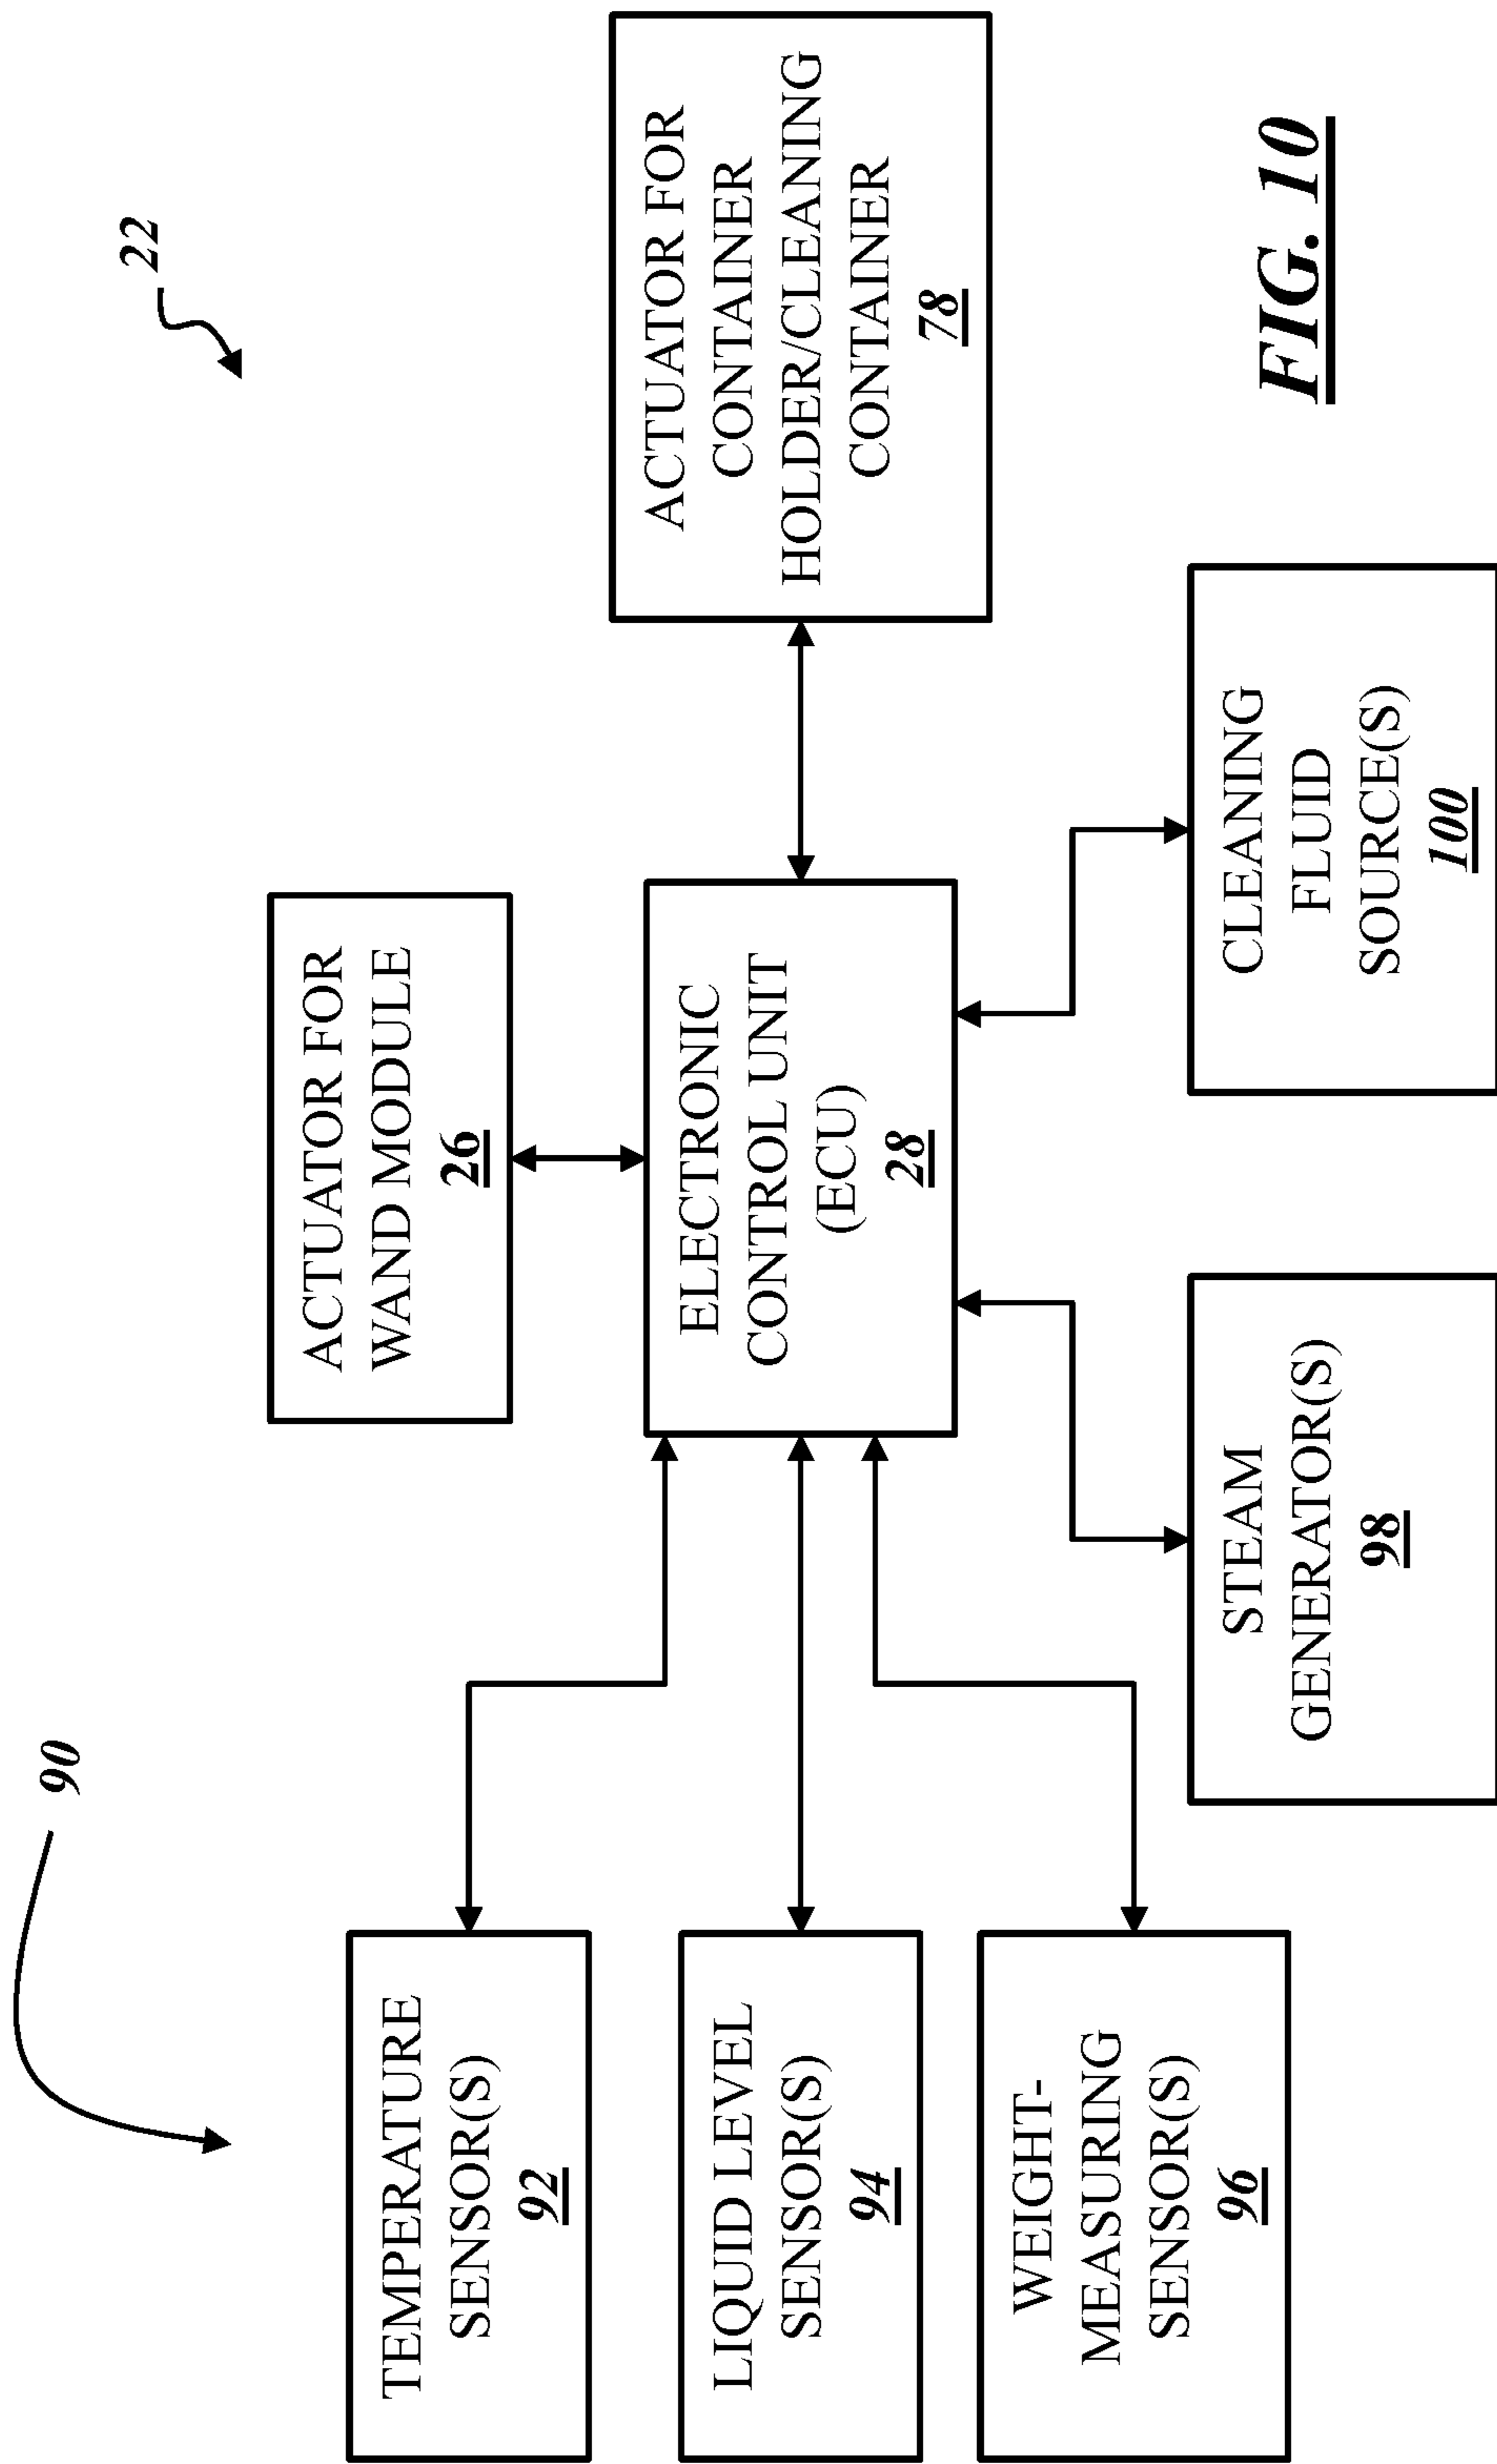 90
22
TEMPERATURE
SENSOR(S)
92
LIQUID LEVEL
SENSOR(S)
94
WEIGHT-
MEASURING
SENSOR(S)
96
ACTUATOR FOR
WAND MODULE
26
ELECTRONIC
CONTROL UNIT
(ECU)
28
STEAM
GENERATOR(S)
98
CLEANING
FLUID
SOURCE(S)
100
ACTUATOR FOR
CONTAINER
HOLDER/CLEANING
CONTAINER
78
FIG. 10